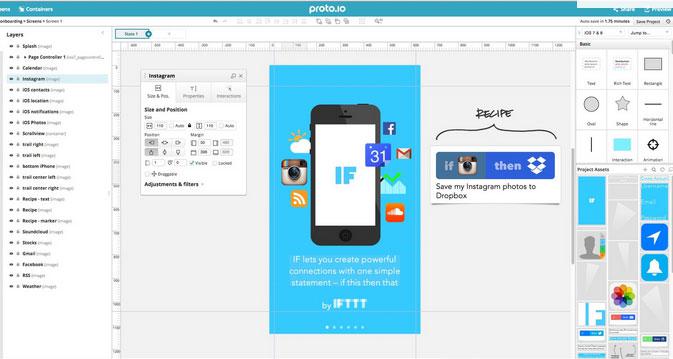 Containers
proto.io
Share
Preview
onboarding > Screen > Screen 1
Auto save in 1.75 minutes
Save Project
Layers
State 1
iOS 7 & 8
Jump to...
Splash (image)
Page Controller 1
Calendar (image)
Instagram (image)
iOS contacts (image)
iOS location (image)
iOS notifications (image)
iOS Photos (image)
Scrollview (container)
trail right (image)
trail left (image)
bottom iPhone (image)
trail center left (image)
trail center right (image)
Recipe - text (image)
Recipe (image)
Recipe - marker (image)
Soundcloud (image)
Stocks (image)
Gmail (image)
Facebook (image)
RSS (image)
Weather (image)
Instagram
Size & Pos.
Properties
Interactions
Size and Position
Size
110
Auto
110
Auto
Position
Margin
Visible
Locked
Draggable
Adjustments & filters
31
IF
IF lets you create powerful
connections with one simple
statement – if this then that
by IFTTT
RECIPE
if
then
Save my Instagram photos to
Dropbox
Basic
Text
Rich Text
Rectangle
Oval
Shape
Horizontal
line
Interaction
Animation
Project Assets
Username
Email
Password
IF